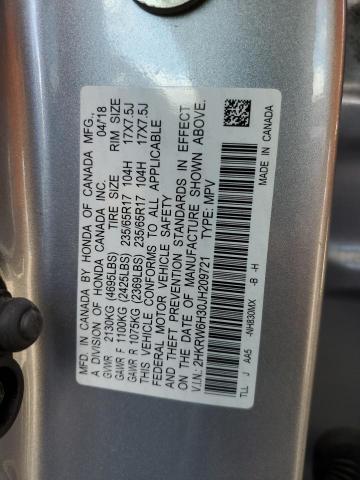 MFD. IN CANADA BY HONDA OF CANADA MFG., 04/18
A DIVISION OF HONDA CANADA INC. TIRE SIZE RIM SIZE
GVWR 2130KG (4695LBS)
GAWR F 1100KG (2425LBS) 235/65R17 104H 17X7.5J
GAWR R 1075KG (2369LBS) 235/65R17 104H 17X7.5J
THIS VEHICLE CONFORMS TO ALL APPLICABLE
FEDERAL MOTOR VEHICLE SAFETY
AND THEFT PREVENTION STANDARDS IN EFFECT
ON THE DATE OF MANUFACTURE SHOWN ABOVE.
V.I.N.: 2HKRW6H30JH209721 TYPE: MPV
TLL J AA5 -NH830MX -B -H
MADE IN CANADA